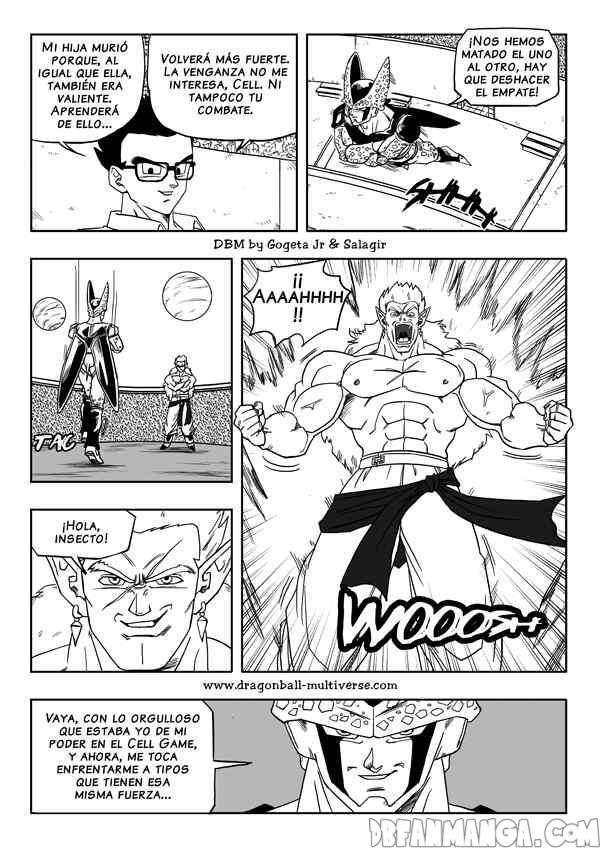 MI HIJA MURIÓ
PORQUE, AL
IGUAL QUE ELLA,
TAMBIÉN ERA
VALIENTE.
APRENDERÁ
DE ELLO...
VOLVERÁ MÁS FUERTE.
LA VENGANZA NO ME
INTERESA, CELL. NI
TAMPOCO TU
COMBATE.
¡NOS HEMOS
MATADO EL UNO
AL OTRO, HAY
QUE DESHACER
EL EMPATE!
DBM by Gogeta Jr & Salagir
TAC
¡¡
AAAAHHHH
!!
WOOOSH
¡HOLA,
INSECTO!
www.dragonball-multiverse.com
VAYA, CON LO ORGULLOSO
QUE ESTABA YO DE MI
PODER EN EL CELL GAME,
Y AHORA, ME TOCA
ENFRENTARME A TIPOS
QUE TIENEN ESA
MISMA FUERZA...
DBFANMANGA.COM